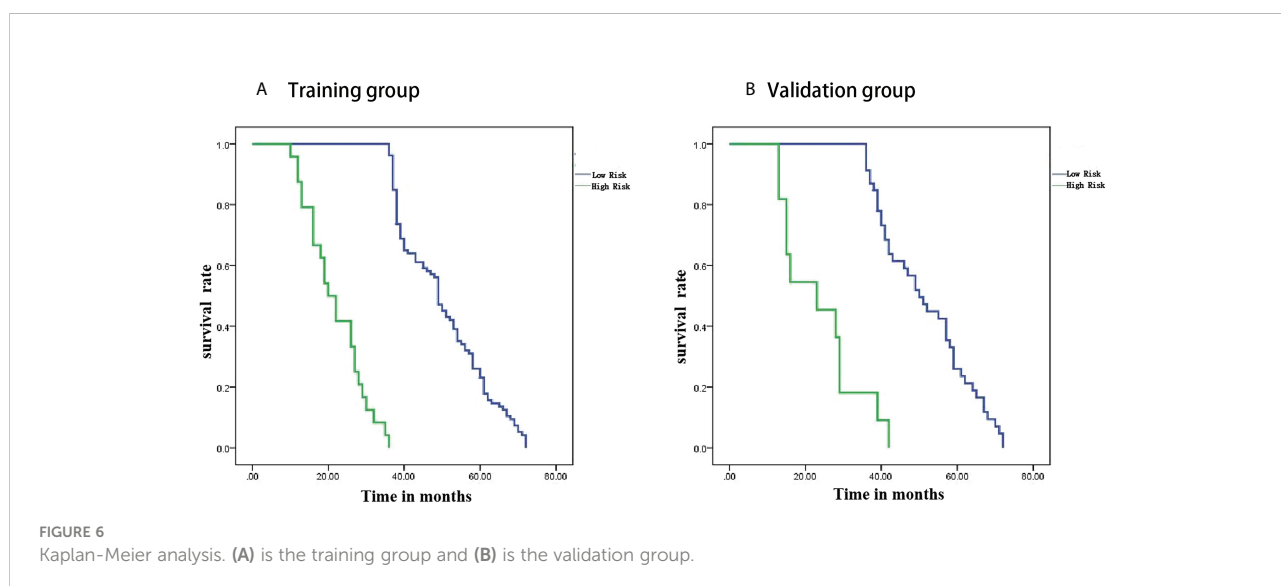 A Training group
survival rate
1.0
0.8
0.6
0.4
0.2
0.0
.00 20.00 40.00 60.00 80.00
Time in months
Low Risk
High Risk
B Validation group
survival rate
1.0
0.8
0.6
0.4
0.2
0.0
.00 20.00 40.00 60.00 80.00
Time in months
Low Risk
High Risk
FIGURE 6
Kaplan-Meier analysis. (A) is the training group and (B) is the validation group.